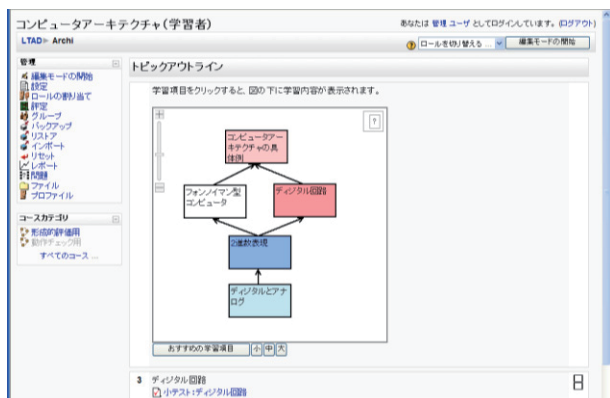 コンピュータアーキテクチャ(学習者)
あなたは 管理 ユーザ としてログインしています。(ログアウト)
LTAD ► Archi
ロールを切り替える ...
編集モードの開始
管理
編集モードの開始
設定
ロールの割り当て
評定
グループ
バックアップ
リストア
インポート
リセット
レポート
問題
ファイル
プロファイル
コースカテゴリ
形成的評価用
動作チェック用
すべてのコース ...
トピックアウトライン
学習項目をクリックすると、図の下に学習内容が表示されます。
?
コンピュータアー
キテクチャの具
体例
フォンノイマン型
コンピュータ
ディジタル回路
2進数表現
ディジタルとアナ
ログ
おすすめの学習項目
小 中 大
3 ディジタル回路
小テスト:ディジタル回路